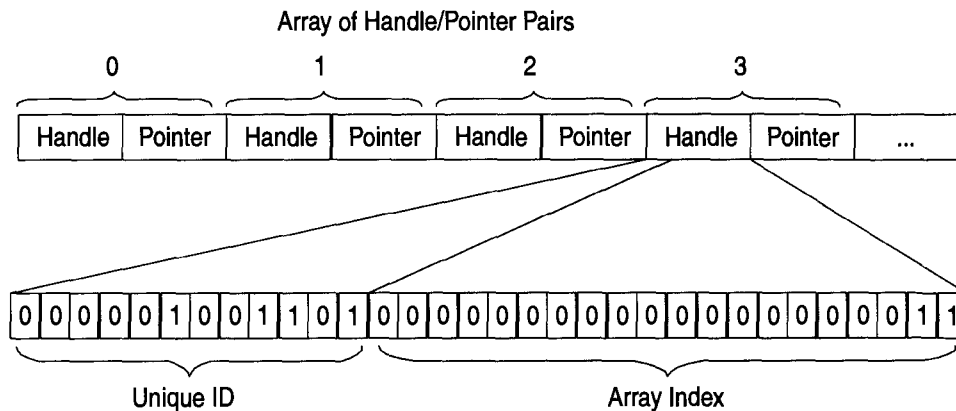 Array of Handle/Pointer Pairs
0 1 2 3
Handle Pointer Handle Pointer Handle Pointer Handle Pointer ...
0 0 0 0 0 1 0 0 1 1 0 1 0 0 0 0 0 0 0 0 0 0 0 0 0 0 0 0 0 0 1 1
Unique ID Array Index